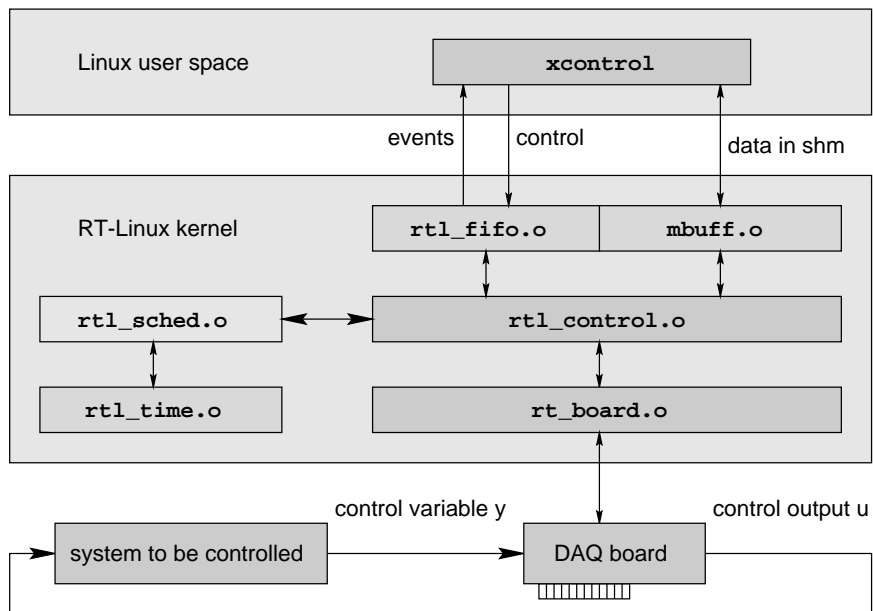 Linux user space
xcontrol
events
control
data in shm
RT-Linux kernel
rtl_fifo.o
mbuff.o
rtl_sched.o
rtl_control.o
rtl_time.o
rt_board.o
control variable y
control output u
system to be controlled
DAQ board